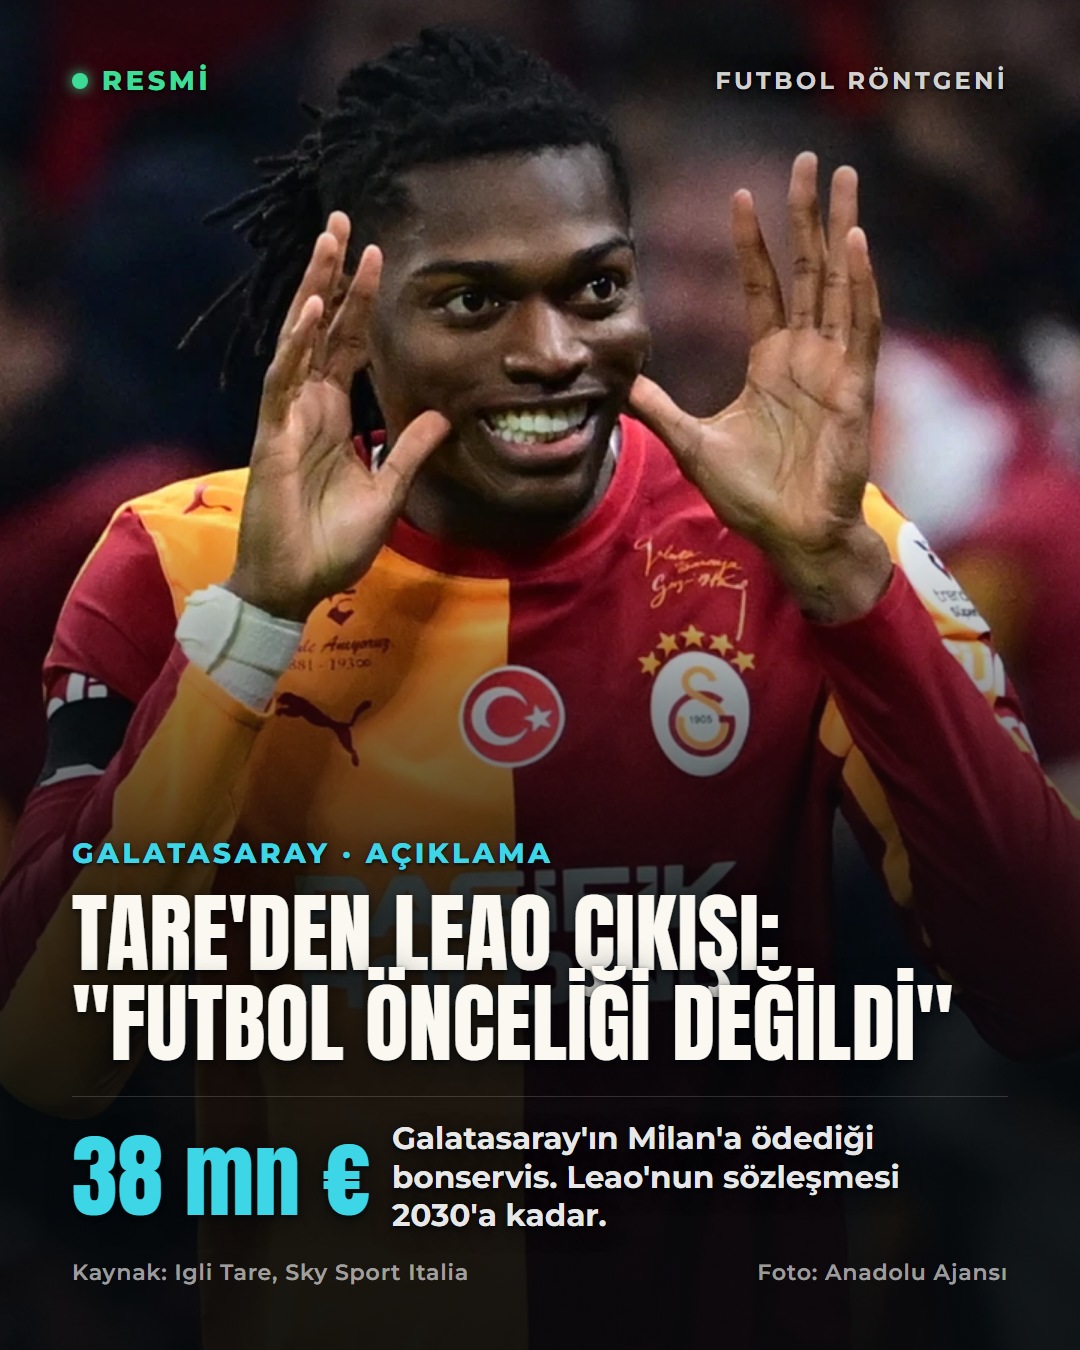 RESMİ
FUTBOL RÖNTGENİ
1905
GALATASARAY · AÇIKLAMA
TARE'DEN LEAO ÇIKIŞI:
"FUTBOL ÖNCELİĞİ DEĞİLDİ"
38 mn €
Galatasaray'ın Milan'a ödediği
bonservis. Leao'nun sözleşmesi
2030'a kadar.
Kaynak: Igli Tare, Sky Sport Italia
Foto: Anadolu Ajansı